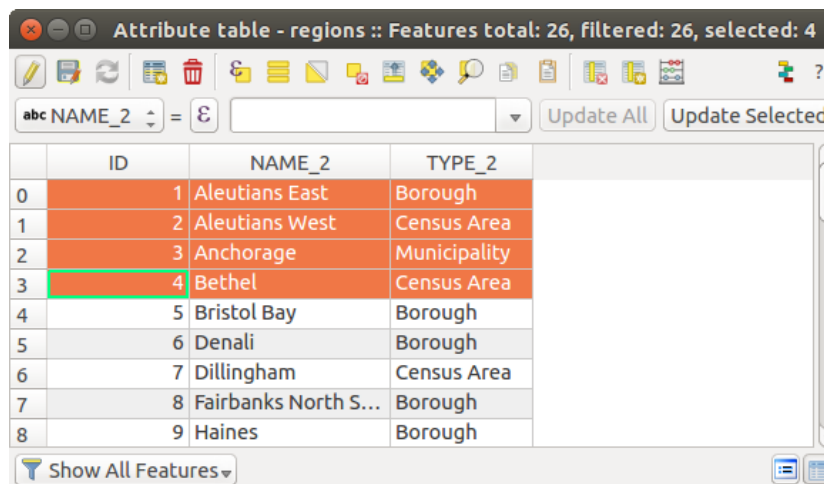 Attribute table - regions :: Features total: 26, filtered: 26, selected: 4
ε
?
abc NAME_2 = ε Update All Update Selected
ID NAME_2 TYPE_2
0 1 Aleutians East Borough
1 2 Aleutians West Census Area
2 3 Anchorage Municipality
3 4 Bethel Census Area
4 5 Bristol Bay Borough
5 6 Denali Borough
6 7 Dillingham Census Area
7 8 Fairbanks North S... Borough
8 9 Haines Borough
Show All Features